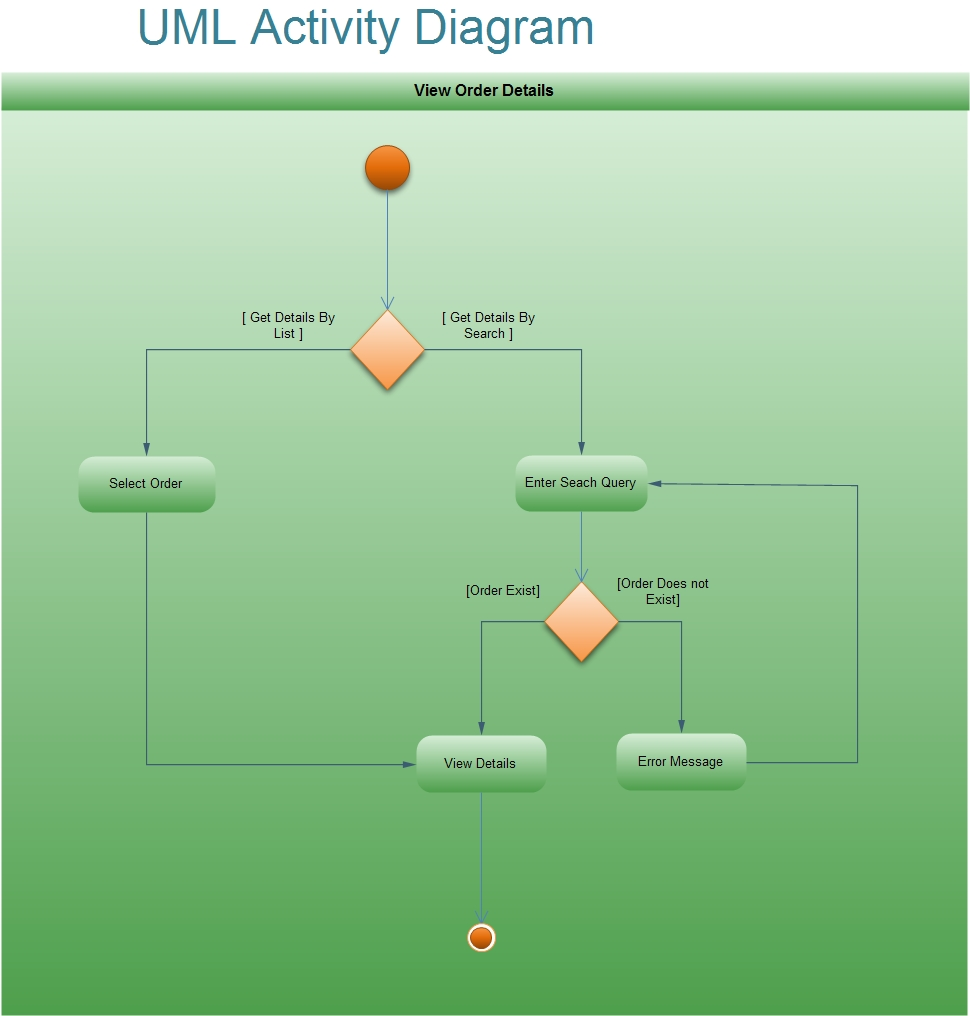 UML Activity Diagram
View Order Details
[ Get Details By
List ]
[ Get Details By
Search ]
Select Order
Enter Seach Query
[Order Exist]
[Order Does not
Exist]
View Details
Error Message